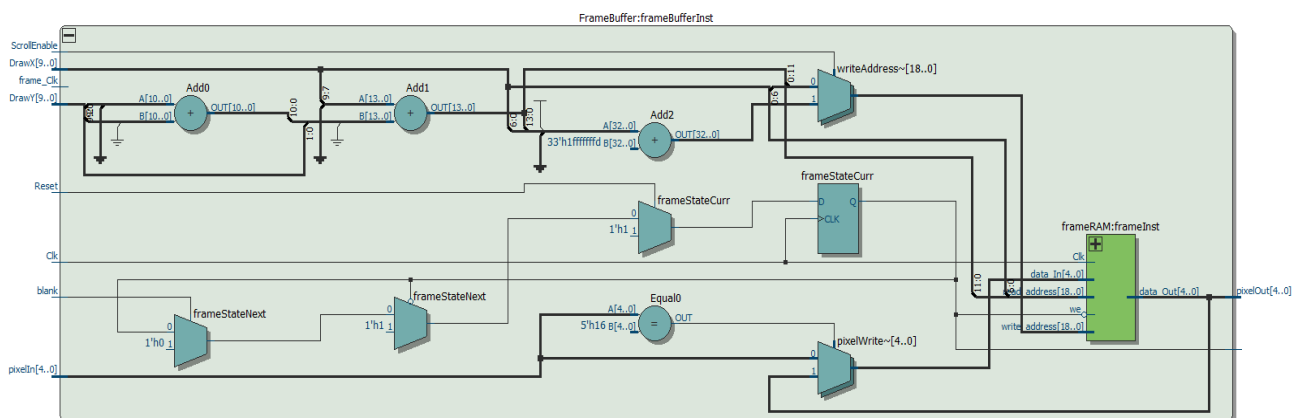 FrameBuffer:frameBufferInst
ScrollEnable
DrawX[9..0]
frame_Clk
DrawY[9..0]
Add0
A[10..0]
B[10..0]
OUT[10..0]
10:0
1:0
9:7
Add1
A[13..0]
B[13..0]
OUT[13..0]
6:0
13:0
Add2
A[32..0]
33'h1fffffffd B[32..0]
OUT[32..0]
0:6
0:11
writeAddress~[18..0]
0
1
Reset
frameStateCurr
0
1'h1 1
frameStateCurr
D
Q
CLK
Clk
blank
frameStateNext
0
1'h0 1
frameStateNext
0
1'h1 1
Equal0
A[4..0]
5'h16 B[4..0]
OUT
pixelIn[4..0]
pixelWrite~[4..0]
0
1
11:0
frameRAM:frameInst
Clk
data_In[4..0]
read_address[18..0]
we
write_address[18..0]
data_Out[4..0]
pixelOut[4..0]